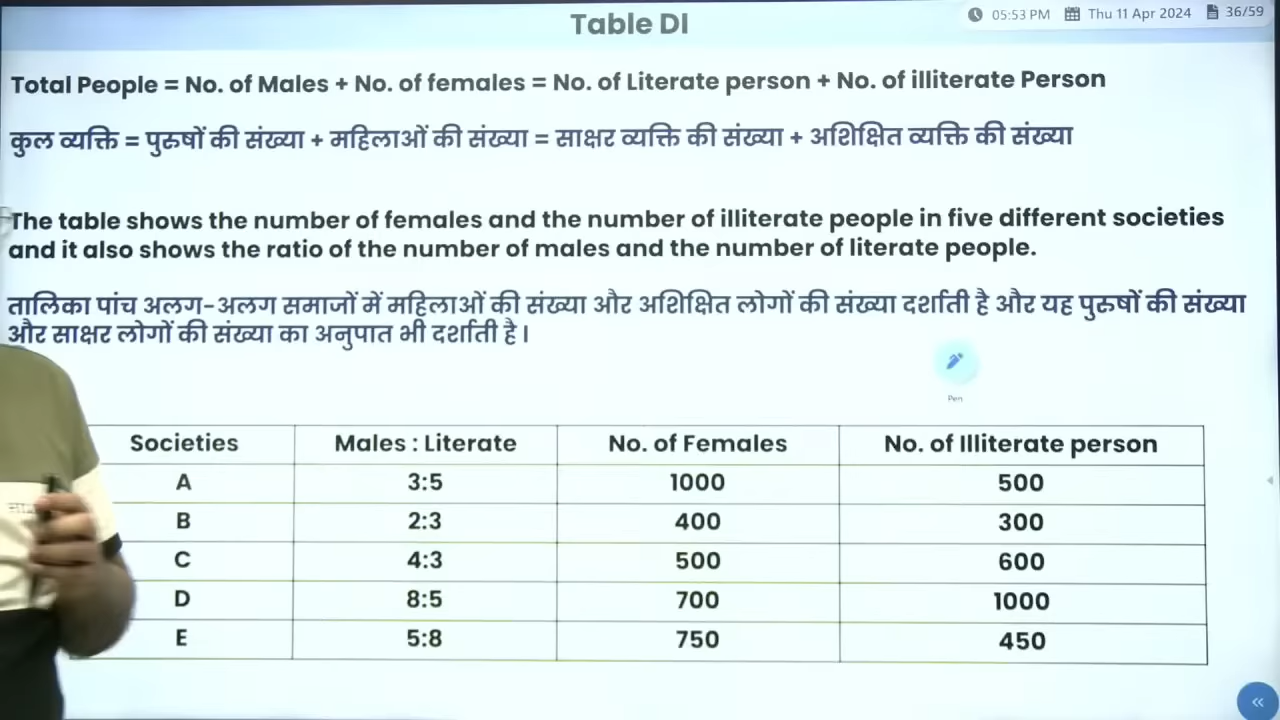 Table DI
05:53 PM Thu 11 Apr 2024 36/59
Total People = No. of Males + No. of females = No. of Literate person + No. of illiterate Person
कुल व्यक्ति = पुरुषों की संख्या + महिलाओं की संख्या = साक्षर व्यक्ति की संख्या + अशिक्षित व्यक्ति की संख्या
The table shows the number of females and the number of illiterate people in five different societies
and it also shows the ratio of the number of males and the number of literate people.
तालिका पांच अलग-अलग समाजों में महिलाओं की संख्या और अशिक्षित लोगों की संख्या दर्शाती है और यह पुरुषों की संख्या
और साक्षर लोगों की संख्या का अनुपात भी दर्शाती है।
Pen
Societies Males : Literate No. of Females No. of Illiterate person
A 3:5 1000 500
B 2:3 400 300
C 4:3 500 600
D 8:5 700 1000
E 5:8 750 450